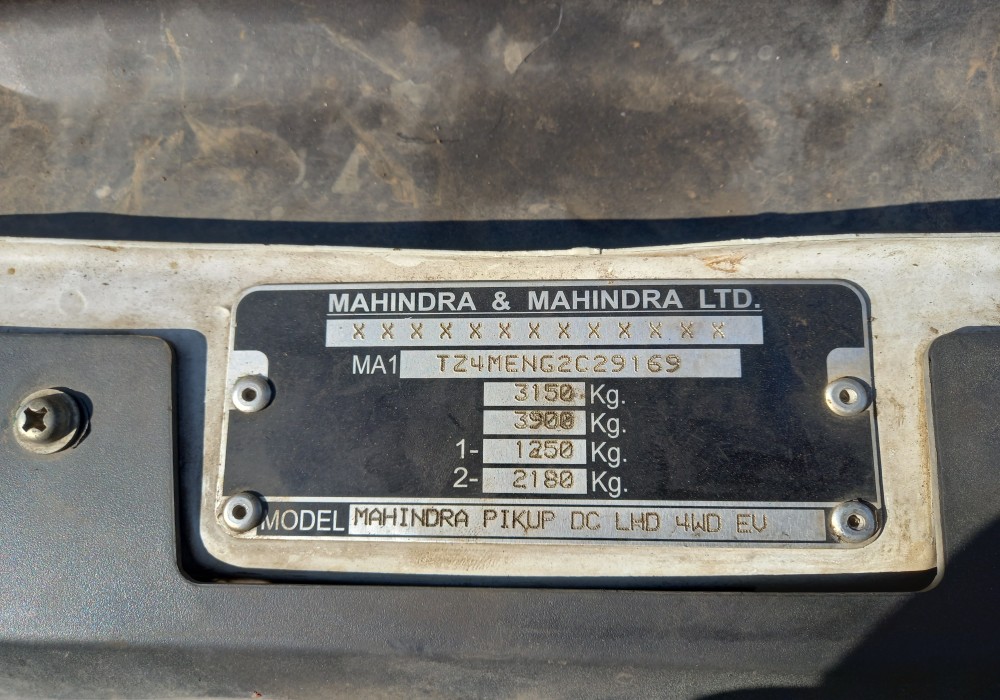 MAHINDRA & MAHINDRA LTD.
X X X X X X X X X X X X X
MA1 TZ4MENG2C29169
3150 Kg.
3900 Kg.
1- 1250 Kg.
2- 2180 Kg.
MODEL MAHINDRA PIKUP DC LHD 4WD EV